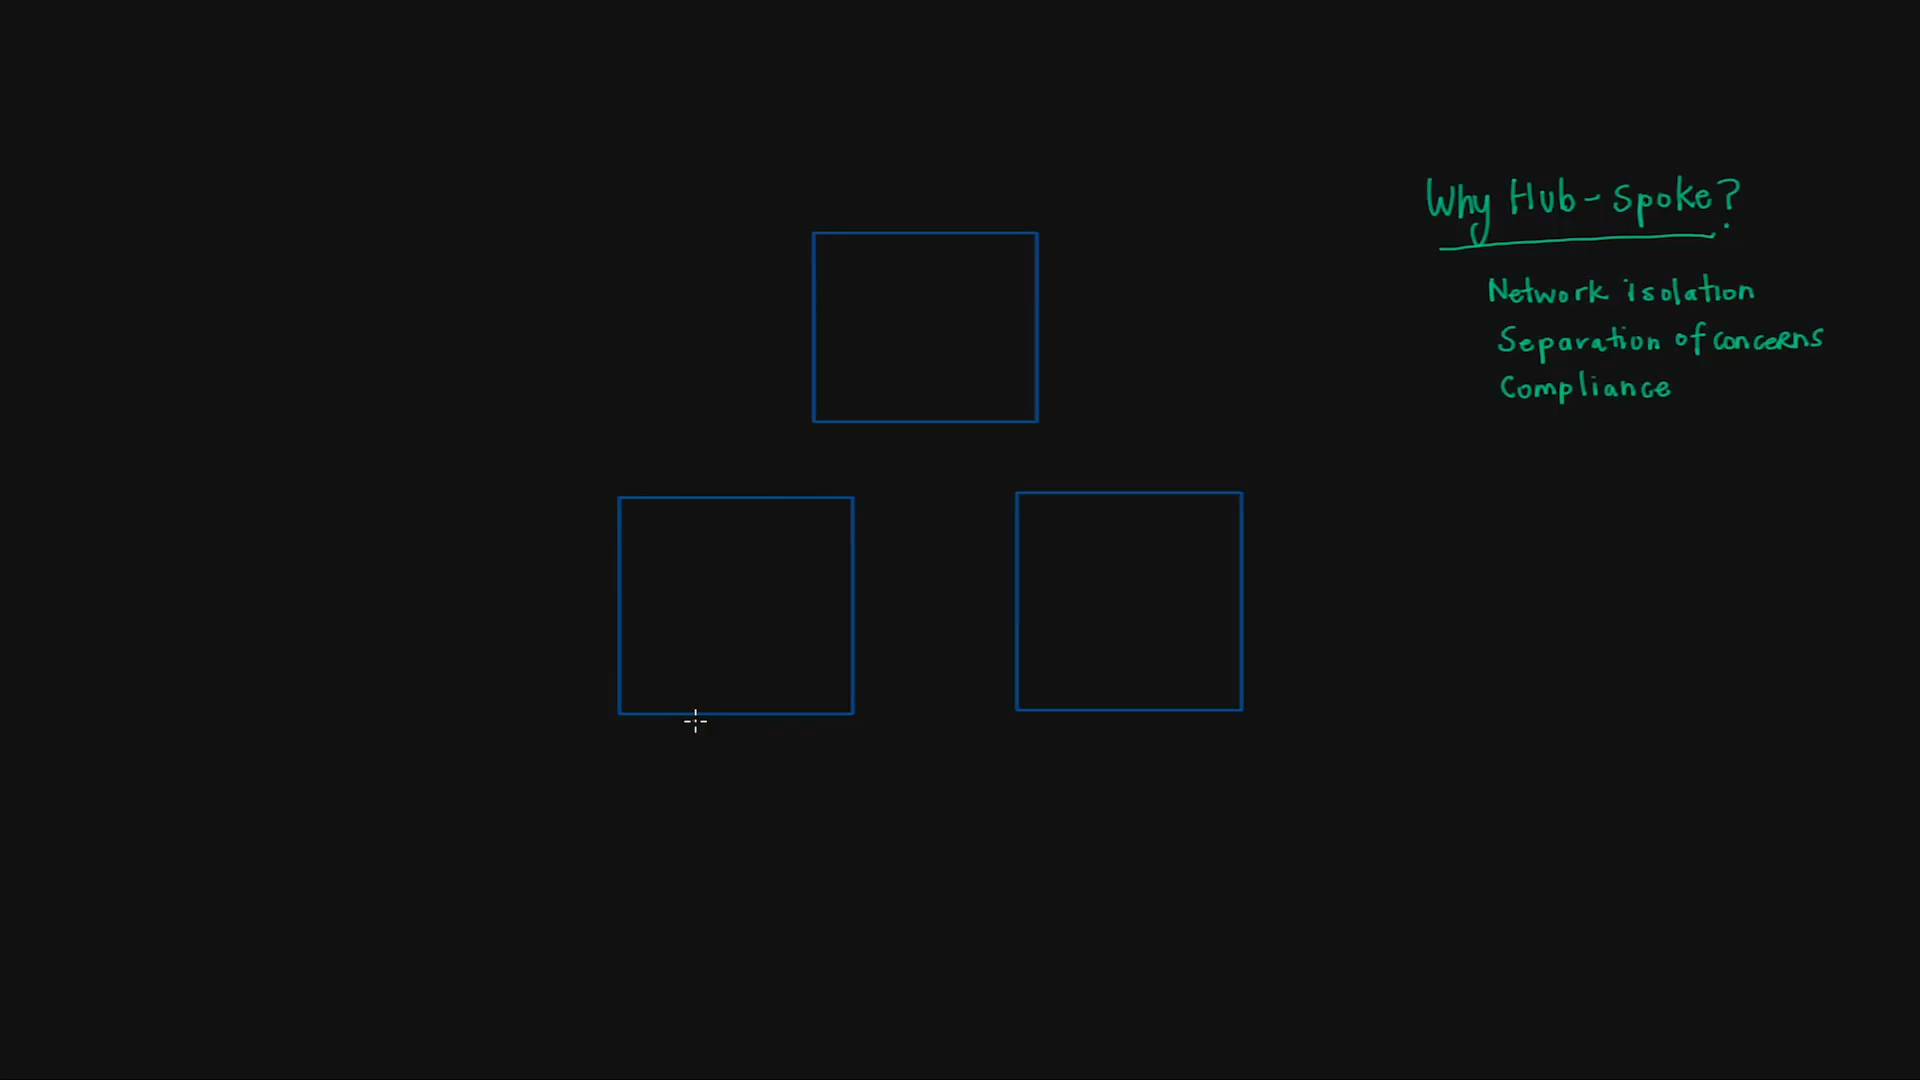 Why Hub-Spoke?
Network isolation
Separation of concerns
Compliance